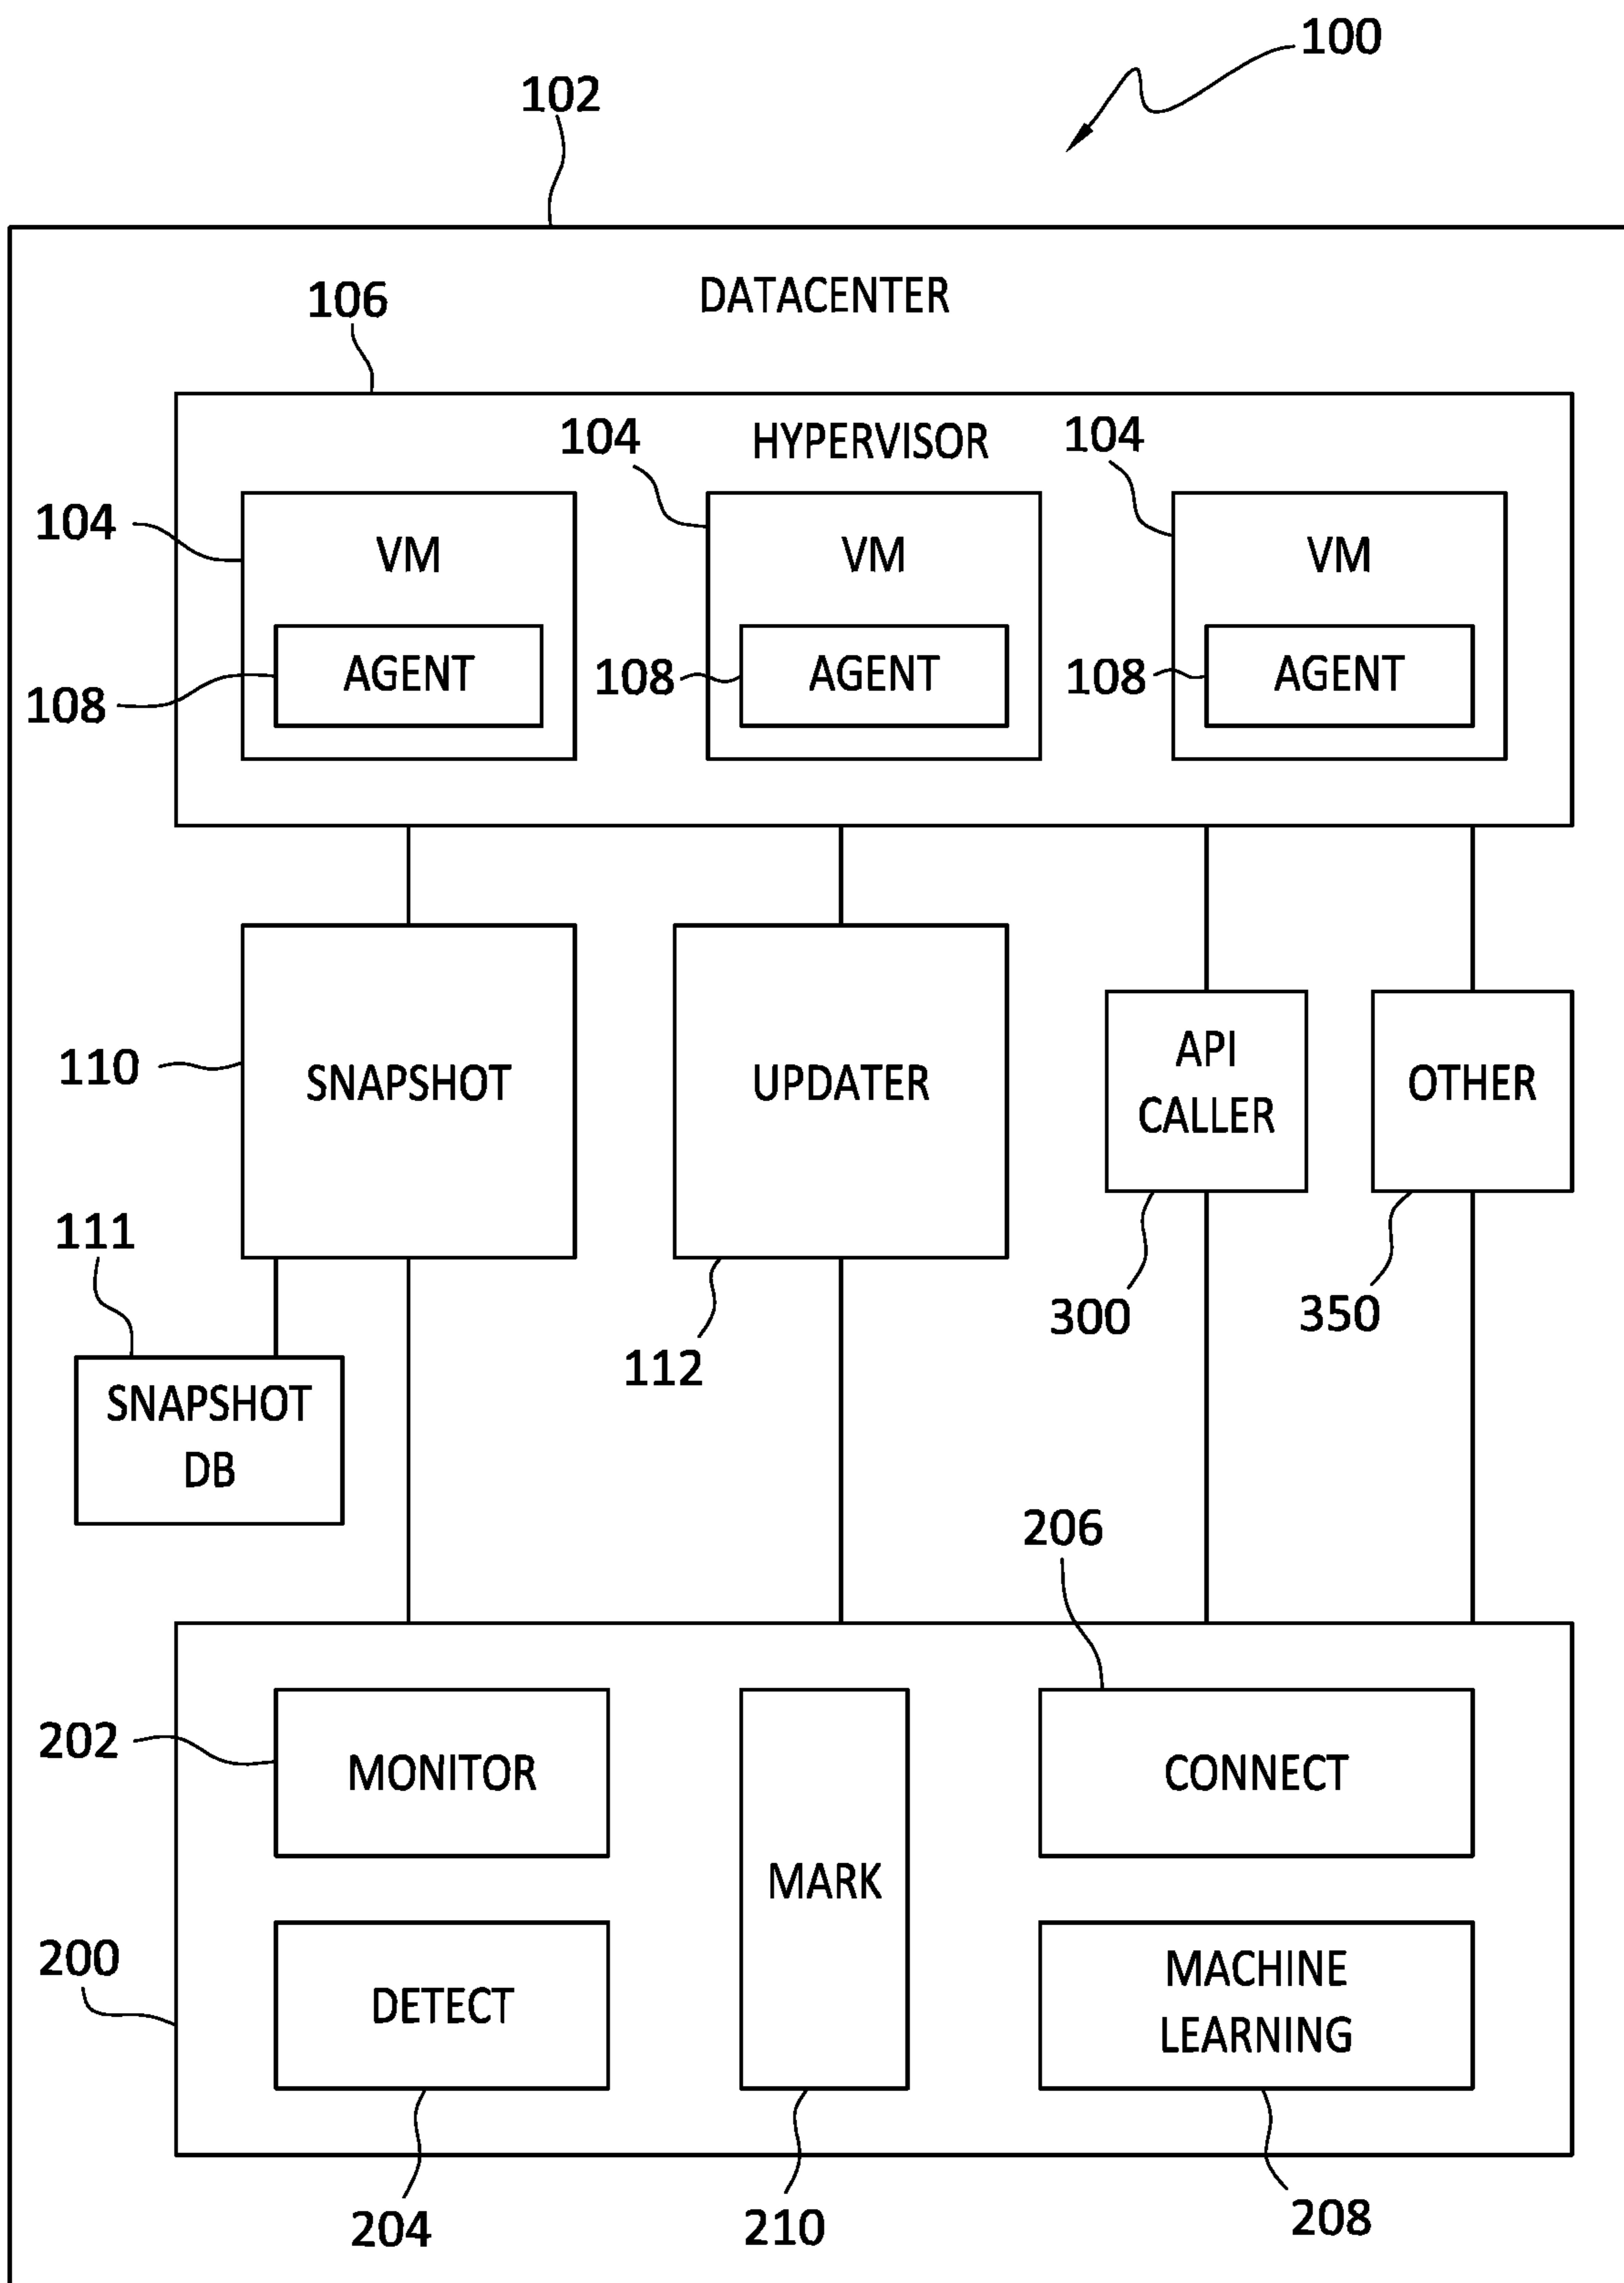 100
102
DATACENTER
106
HYPERVISOR
104
104
104
VM
VM
VM
AGENT
AGENT
AGENT
108
108
108
110
SNAPSHOT
UPDATER
API
CALLER
OTHER
111
300
350
112
SNAPSHOT
DB
206
202
MONITOR
CONNECT
MARK
200
DETECT
MACHINE
LEARNING
204
210
208